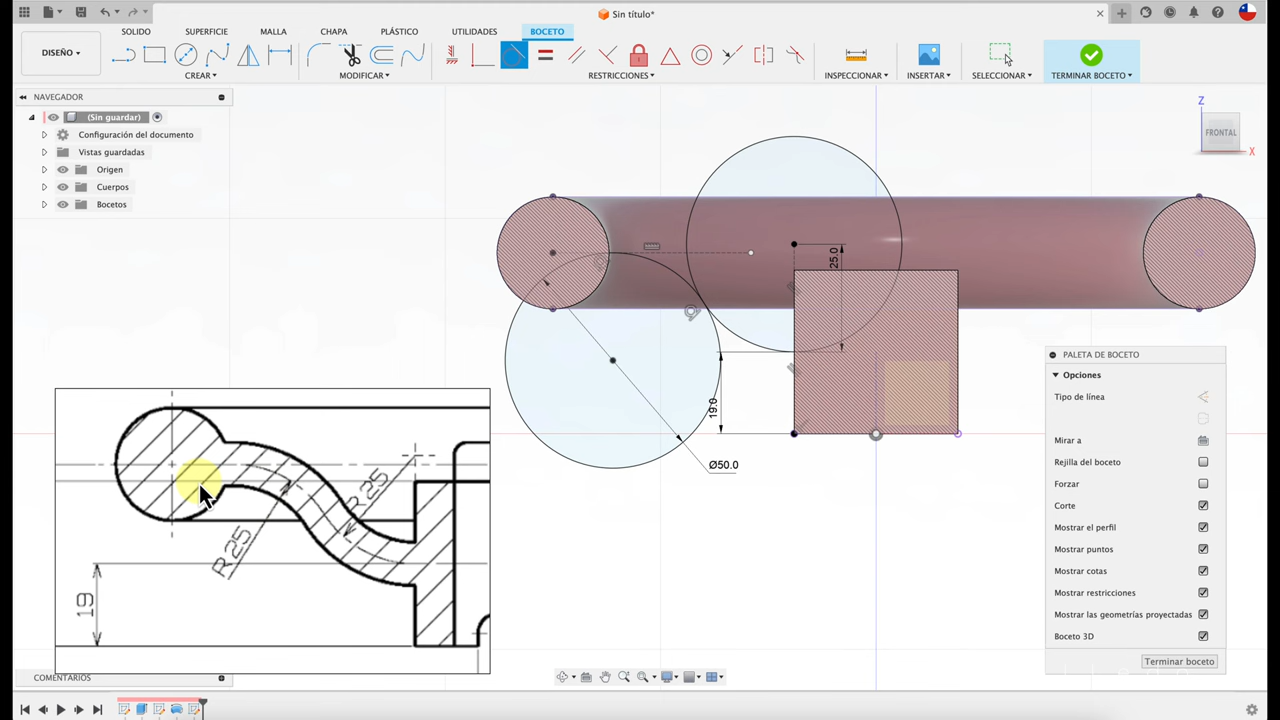 Sin título*
SOLIDO SUPERFICIE MALLA CHAPA PLÁSTICO UTILIDADES BOCETO
DISEÑO
CREAR MODIFICAR RESTRICCIONES INSPECCIONAR INSERTAR SELECCIONAR TERMINAR BOCETO
NAVEGADOR
(Sin guardar)
Configuración del documento
Vistas guardadas
Origen
Cuerpos
Bocetos
Z
FRONTAL
X
25.0
19.0
Ø50.0
R25
R25
19
PALETA DE BOCETO
Opciones
Tipo de línea
Mirar a
Rejilla del boceto
Forzar
Corte
Mostrar el perfil
Mostrar puntos
Mostrar cotas
Mostrar restricciones
Mostrar las geometrías proyectadas
Boceto 3D
Terminar boceto
COMENTARIOS